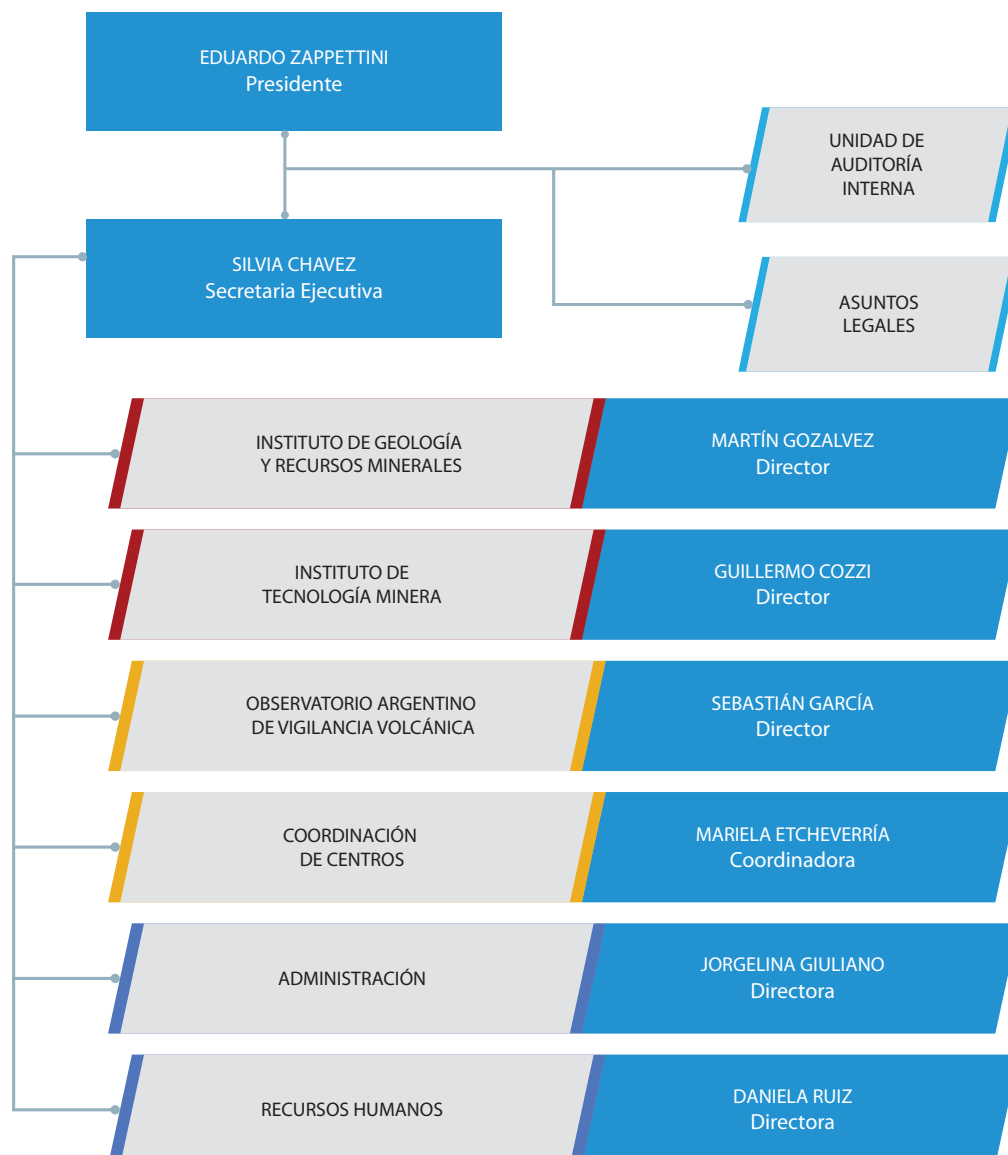 EDUARDO ZAPPETTINI
Presidente
UNIDAD DE
AUDITORÍA
INTERNA
SILVIA CHAVEZ
Secretaria Ejecutiva
ASUNTOS
LEGALES
INSTITUTO DE GEOLOGÍA
Y RECURSOS MINERALES
MARTÍN GOZALVEZ
Director
INSTITUTO DE
TECNOLOGÍA MINERA
GUILLERMO COZZI
Director
OBSERVATORIO ARGENTINO
DE VIGILANCIA VOLCÁNICA
SEBASTIÁN GARCÍA
Director
COORDINACIÓN
DE CENTROS
MARIELA ETCHEVERRÍA
Coordinadora
ADMINISTRACIÓN
JORGELINA GIULIANO
Directora
RECURSOS HUMANOS
DANIELA RUIZ
Directora